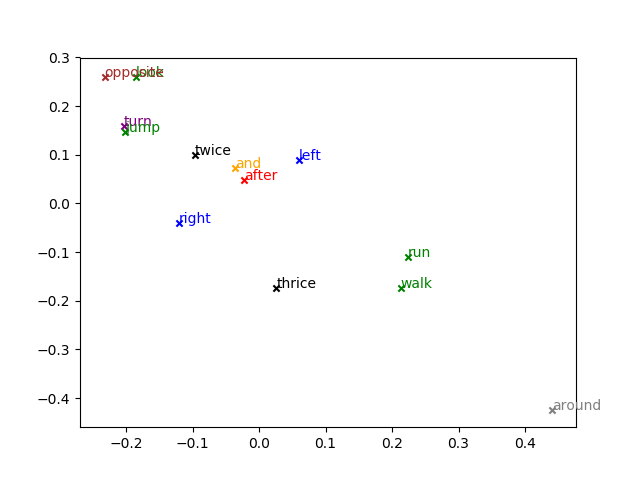 0.3
opposite look
turn
0.2
jump
twice
left
0.1
and
after
0.0
right
run
−0.1
thrice
walk
−0.2
−0.3
around
−0.4
−0.2 −0.1 0.0 0.1 0.2 0.3 0.4